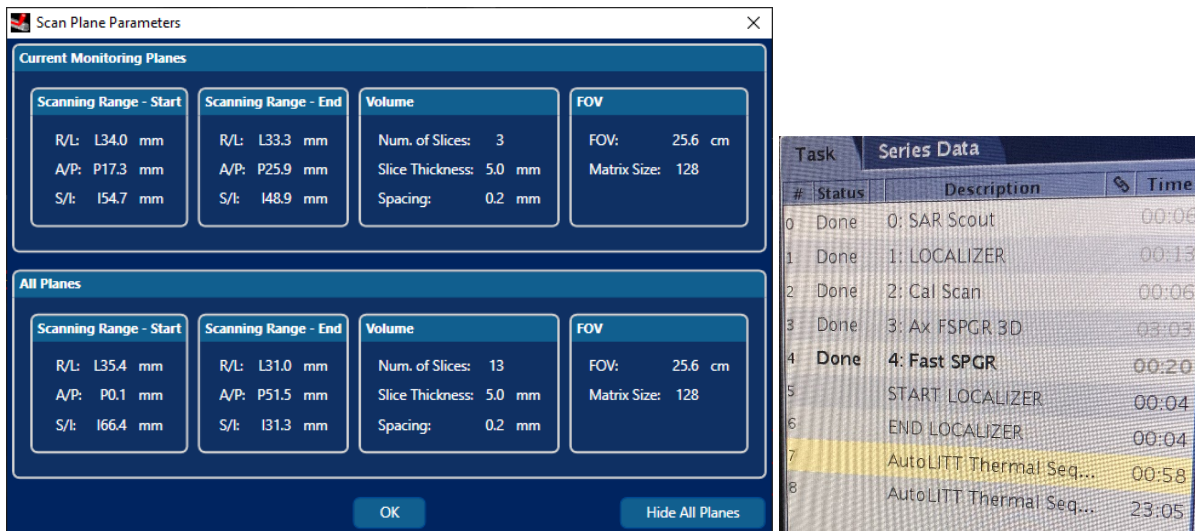 Scan Plane Parameters
Current Monitoring Planes
Scanning Range - Start
R/L: L34.0 mm
A/P: P17.3 mm
S/I: I54.7 mm
Scanning Range - End
R/L: L33.3 mm
A/P: P25.9 mm
S/I: I48.9 mm
Volume
Num. of Slices: 3
Slice Thickness: 5.0 mm
Spacing: 0.2 mm
FOV
FOV: 25.6 cm
Matrix Size: 128
All Planes
Scanning Range - Start
R/L: L35.4 mm
A/P: P0.1 mm
S/I: I66.4 mm
Scanning Range - End
R/L: L31.0 mm
A/P: P51.5 mm
S/I: I31.3 mm
Volume
Num. of Slices: 13
Slice Thickness: 5.0 mm
Spacing: 0.2 mm
FOV
FOV: 25.6 cm
Matrix Size: 128
OK
Hide All Planes
Task Series Data
# Status Description Time
0 Done 0: SAR Scout 00:06
1 Done 1: LOCALIZER 00:13
2 Done 2: Cal Scan 00:06
3 Done 3: Ax FSPGR 3D 03:03
4 Done 4: Fast SPGR 00:20
5 START LOCALIZER 00:04
6 END LOCALIZER 00:04
7 AutoLITT Thermal Seq... 00:58
8 AutoLITT Thermal Seq... 23:05